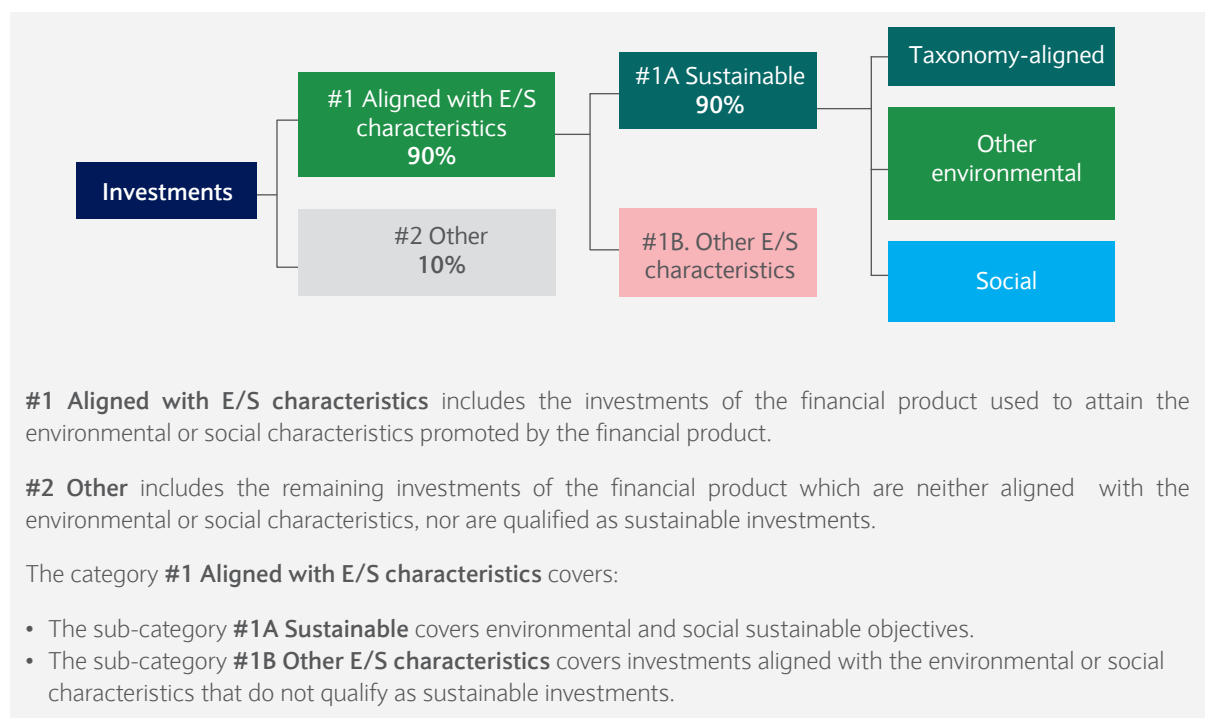 Investments
#1 Aligned with E/S
characteristics
90%
#2 Other
10%
#1A Sustainable
90%
#1B. Other E/S
characteristics
Taxonomy-aligned
Other
environmental
Social
#1 Aligned with E/S characteristics includes the investments of the financial product used to attain the
environmental or social characteristics promoted by the financial product.
#2 Other includes the remaining investments of the financial product which are neither aligned with the
environmental or social characteristics, nor are qualified as sustainable investments.
The category #1 Aligned with E/S characteristics covers:
• The sub-category #1A Sustainable covers environmental and social sustainable objectives.
• The sub-category #1B Other E/S characteristics covers investments aligned with the environmental or social
characteristics that do not qualify as sustainable investments.